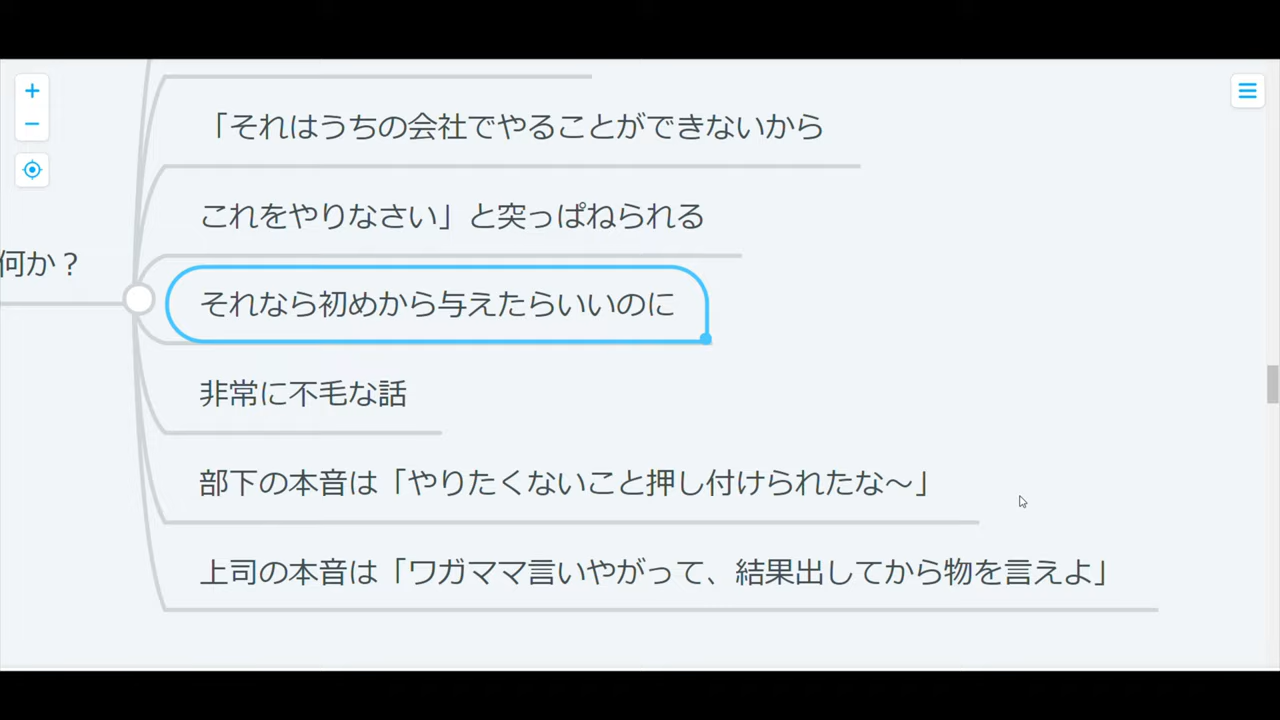 「それはうちの会社でやることができないから
これをやりなさい」と突っぱねられる
何か？
それなら初めから与えたらいいのに
非常に不毛な話
部下の本音は「やりたくないこと押し付けられたな～」
上司の本音は「ワガママ言いやがって、結果出してから物を言えよ」